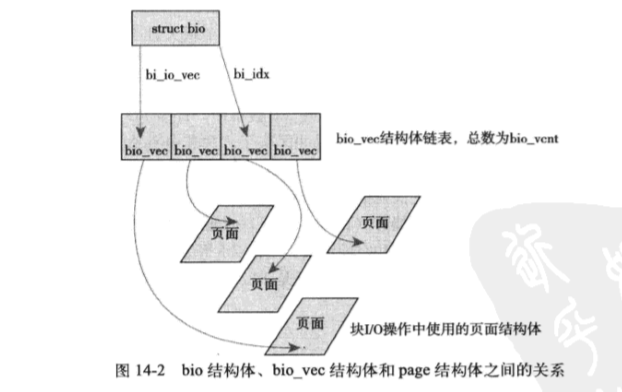 struct bio
bi_io_vec
bi_idx
bio_vec bio_vec bio_vec bio_vec
bio_vec结构体链表，总数为bio_vcnt
页面
页面
页面
页面
块I/O操作中使用的页面结构体
图 14-2 bio 结构体、bio_vec 结构体和 page 结构体之间的关系